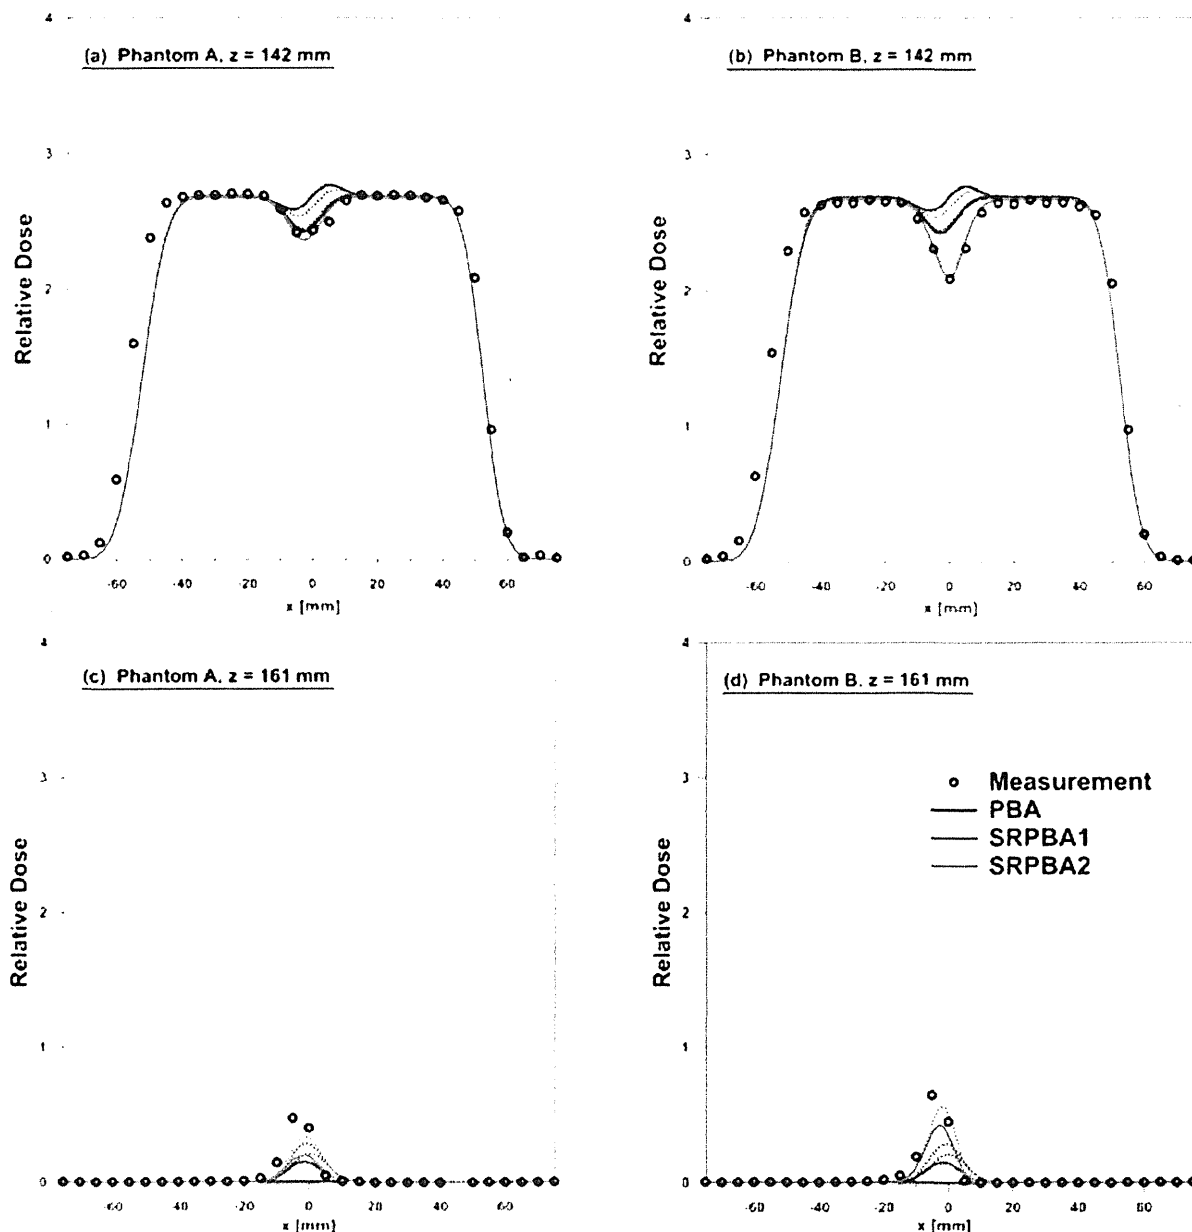 4
(a) Phantom A, z = 142 mm
3
2
1
0
Relative Dose
-60 -40 -20 0 20 40 60
x [mm]
4
(b) Phantom B, z = 142 mm
3
2
1
0
Relative Dose
-60 -40 -20 0 20 40 60
x [mm]
4
(c) Phantom A, z = 161 mm
3
2
1
0
Relative Dose
-60 -40 -20 0 20 40 60
x [mm]
4
(d) Phantom B, z = 161 mm
Measurement
PBA
SRPBA1
SRPBA2
3
2
1
0
Relative Dose
-60 -40 -20 0 20 40 60
x [mm]